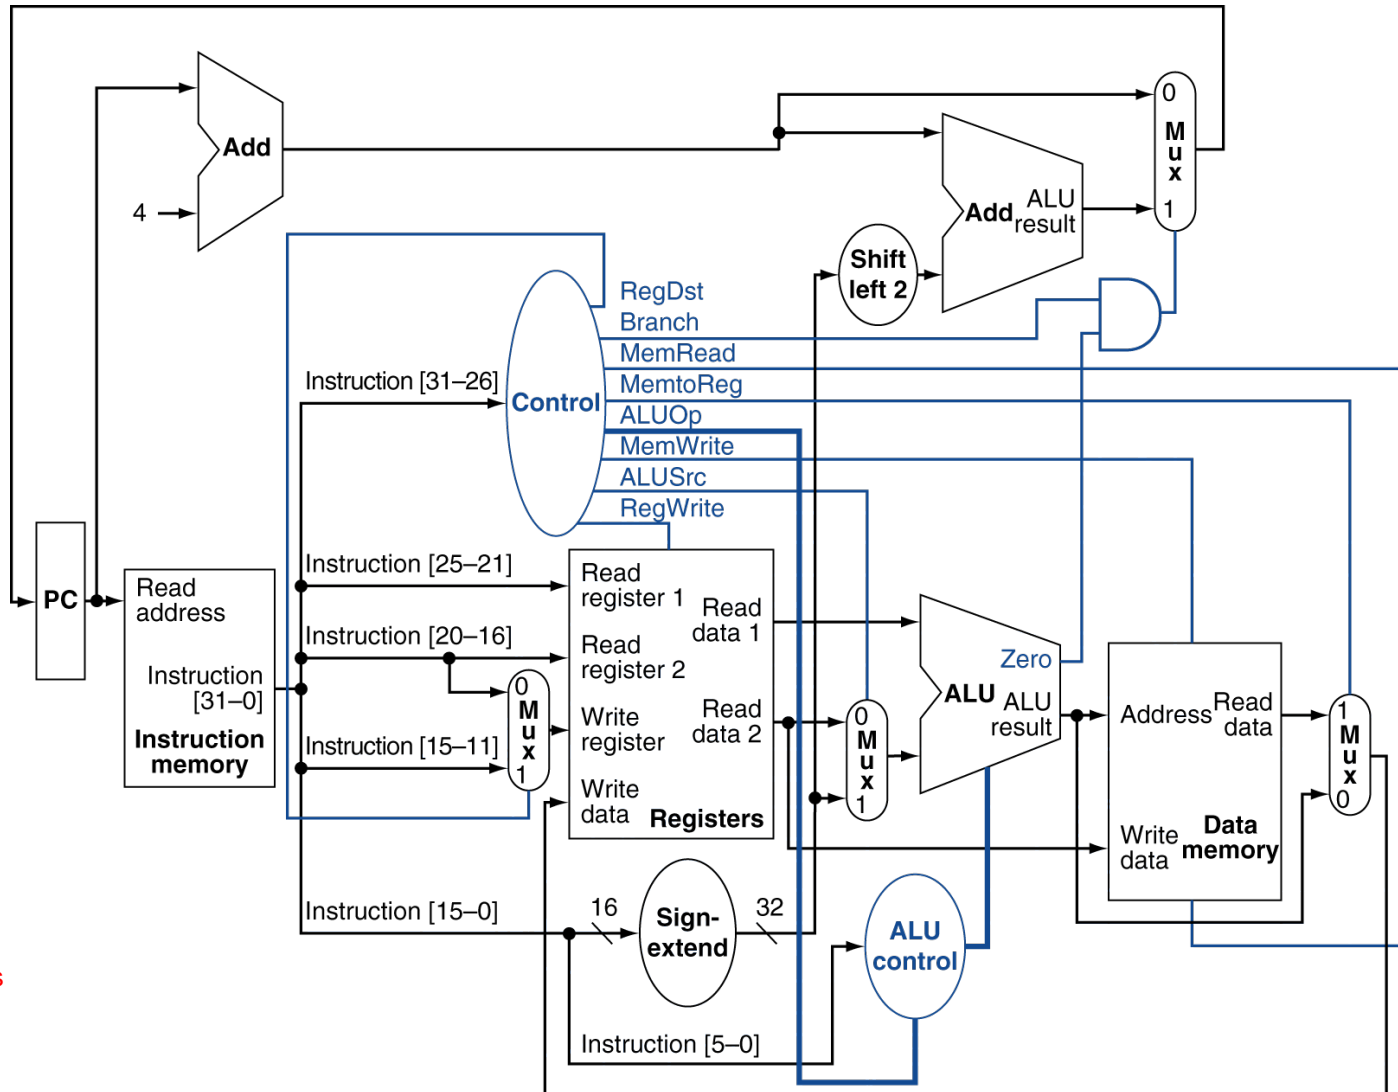 0
M
u
x
1
Add
4
Add
ALU
result
Shift
left 2
RegDst
Branch
MemRead
MemtoReg
ALUOp
MemWrite
ALUSrc
RegWrite
Instruction [31–26]
Control
Instruction [25–21]
Instruction [20–16]
Instruction [15–11]
PC
Read
address
Instruction
[31–0]
Instruction
memory
0
M
u
x
1
Read
register 1
Read
register 2
Write
register
Write
data
Read
data 1
Read
data 2
Registers
0
M
u
x
1
Zero
ALU
ALU
result
Address
Read
data
Write
data
Data
memory
1
M
u
x
0
Instruction [15–0]
16
Sign-
extend
32
ALU
control
s
Instruction [5–0]